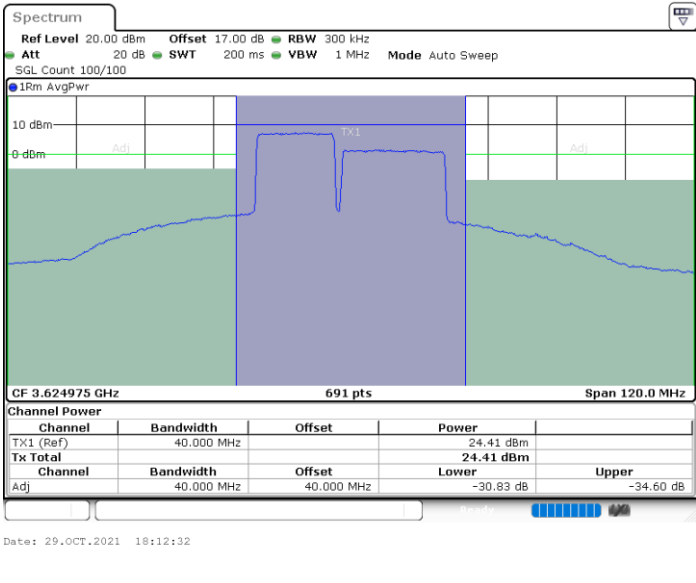 Spectrum
Ref Level 20.00 dBm Offset 17.00 dB RBW 300 kHz
Att 20 dB SWT 200 ms VBW 1 MHz Mode Auto Sweep
SGL Count 100/100
1Rm AvgPwr
10 dBm
TX1
0 dBm
Adj
Adj
CF 3.624975 GHz 691 pts Span 120.0 MHz
Channel Power
Channel Bandwidth Offset Power
TX1 (Ref) 40.000 MHz 24.41 dBm
Tx Total 24.41 dBm
Channel Bandwidth Offset Lower Upper
Adj 40.000 MHz 40.000 MHz -30.83 dB -34.60 dB
Ready
Date: 29.OCT.2021 18:12:32